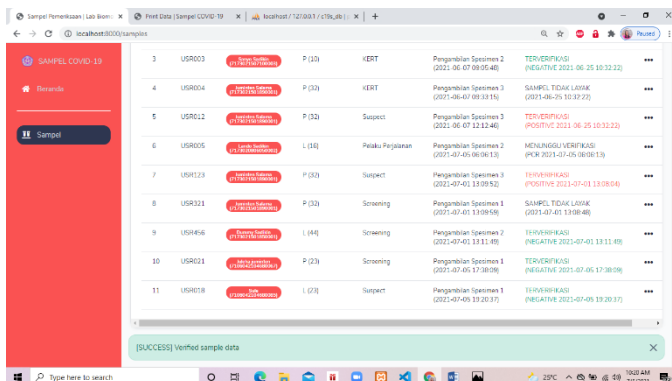 Sampel Pemeriksaan | Lab Biom
Print Data | Sampel COVID-19
localhost / 127.0.0.1 / c19s_db |
localhost:8000/samples
Paused
SAMPEL COVID-19
Beranda
Sampel
3 USR003 P (10) KERT Pengambilan Spesimen 2 TERVERIFIKASI
(2021-06-07 09:05:40) (NEGATIVE 2021-06-25 10:32:22)
4 USR004 P (32) KERT Pengambilan Spesimen 3 SAMPEL TIDAK LAYAK
(2021-06-07 09:33:15) (2021-06-25 10:32:22)
5 USR012 P (32) Suspect Pengambilan Spesimen 3 TERVERIFIKASI
(2021-06-07 12:12:46) (POSITIVE 2021-06-25 10:32:22)
6 USR005 L (16) Pelaku Perjalanan Pengambilan Spesimen 2 MENUNGGU VERIFIKASI
(2021-07-05 06:06:13) (PCR 2021-07-05 06:06:13)
7 USR123 P (32) Suspect Pengambilan Spesimen 3 TERVERIFIKASI
(2021-07-01 13:09:52) (POSITIVE 2021-07-01 13:08:04)
8 USR321 P (32) Screening Pengambilan Spesimen 1 SAMPEL TIDAK LAYAK
(2021-07-01 13:09:59) (2021-07-01 13:08:48)
9 USR456 L (44) Screening Pengambilan Spesimen 2 TERVERIFIKASI
(2021-07-01 13:11:49) (NEGATIVE 2021-07-01 13:11:49)
10 USR021 P (23) Screening Pengambilan Spesimen 1 TERVERIFIKASI
(2021-07-05 17:38:09) (NEGATIVE 2021-07-05 17:38:09)
11 USR018 L (23) Suspect Pengambilan Spesimen 1 TERVERIFIKASI
(2021-07-05 19:20:37) (NEGATIVE 2021-07-05 19:20:37)
[SUCCESS] Verified sample data
Type here to search
25°C
10:20 AM